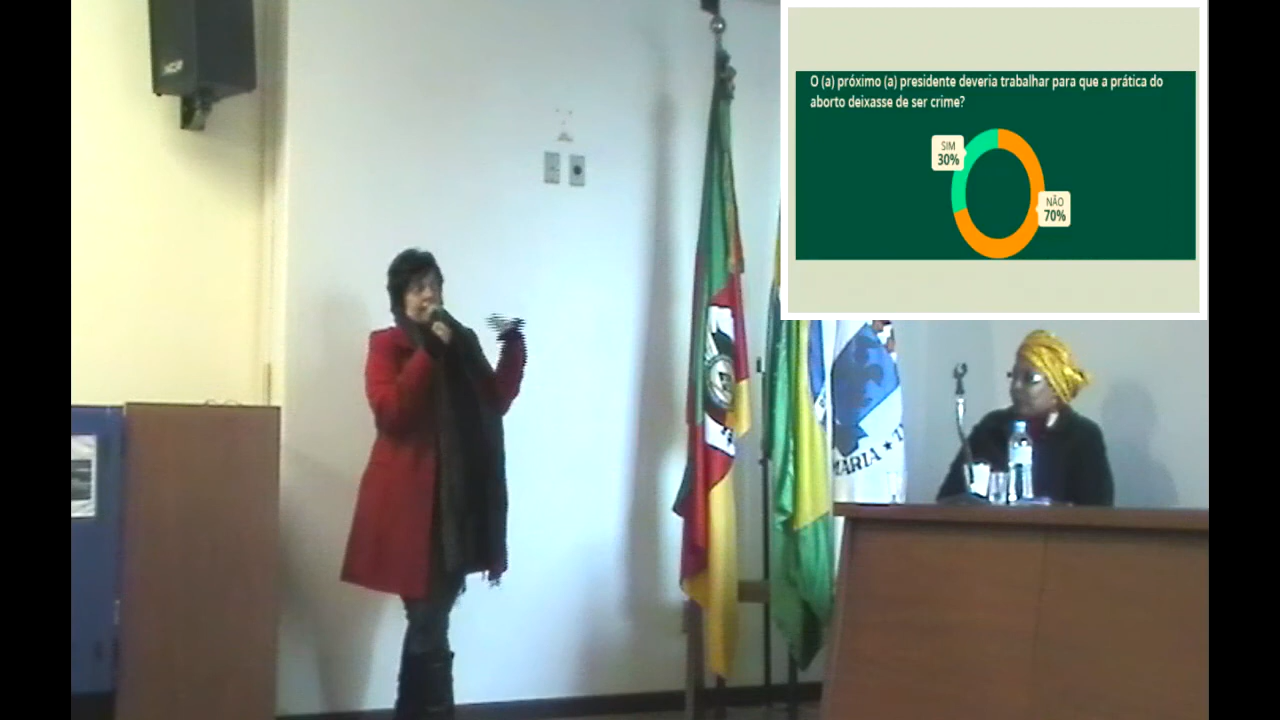 O (a) próximo (a) presidente deveria trabalhar para que a prática do
aborto deixasse de ser crime?
SIM
30%
NÃO
70%
MARIA ★